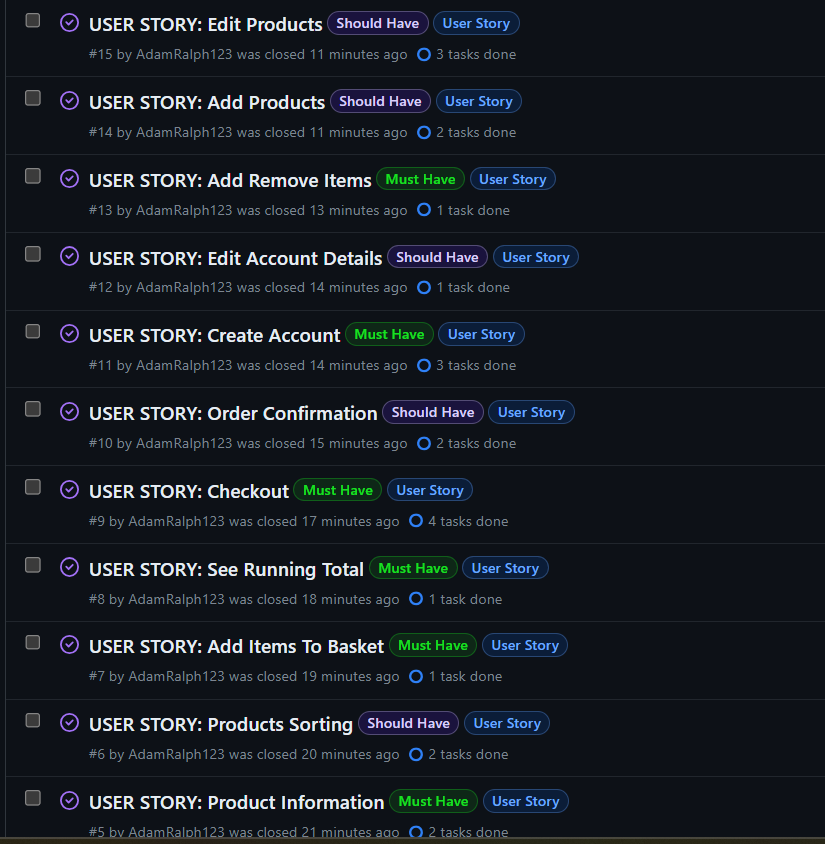 USER STORY: Edit Products Should Have User Story
#15 by AdamRalph123 was closed 11 minutes ago 3 tasks done
USER STORY: Add Products Should Have User Story
#14 by AdamRalph123 was closed 11 minutes ago 2 tasks done
USER STORY: Add Remove Items Must Have User Story
#13 by AdamRalph123 was closed 13 minutes ago 1 task done
USER STORY: Edit Account Details Should Have User Story
#12 by AdamRalph123 was closed 14 minutes ago 1 task done
USER STORY: Create Account Must Have User Story
#11 by AdamRalph123 was closed 14 minutes ago 3 tasks done
USER STORY: Order Confirmation Should Have User Story
#10 by AdamRalph123 was closed 15 minutes ago 2 tasks done
USER STORY: Checkout Must Have User Story
#9 by AdamRalph123 was closed 17 minutes ago 4 tasks done
USER STORY: See Running Total Must Have User Story
#8 by AdamRalph123 was closed 18 minutes ago 1 task done
USER STORY: Add Items To Basket Must Have User Story
#7 by AdamRalph123 was closed 19 minutes ago 1 task done
USER STORY: Products Sorting Should Have User Story
#6 by AdamRalph123 was closed 20 minutes ago 2 tasks done
USER STORY: Product Information Must Have User Story
#5 by AdamRalph123 was closed 21 minutes ago 2 tasks done